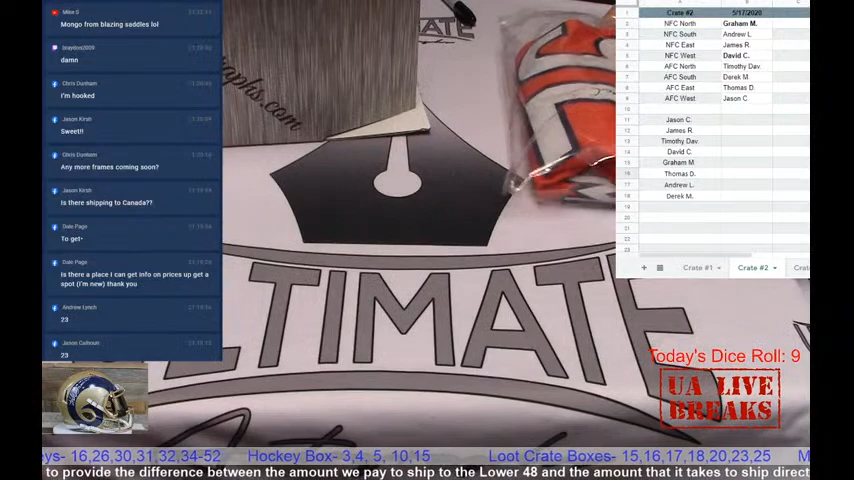 Mike S
Mongo from blazing saddles lol
damn
Chris Dunham
i'm hooked
Jason Kirsh
Sweet!!
Chris Dunham
Any more frames coming soon?
Jason Kirsh
Is there shipping to Canada??
Dale Page
To get*
Dale Page
Is there a place I can get info on prices up get a
spot (i'm new) thank you
Andrew Lynch
23
Jason Calhoun
23
graphs.com
ULTIMATE
ULTIMATE
Crate #2 5/17/2020
NFC North Graham M.
NFC South Andrew L
NFC East James R.
NFC West David C.
AFC North Timothy Dav.
AFC South Derek M.
AFC East Thomas D.
AFC West Jason C.
Jason C.
James R.
Timothy Dav.
David C.
Graham M
Thomas D.
Andrew L.
Derek M.
Crate #1 Crate #2 Crat
Today's Dice Roll: 9
UA LIVE
BREAKS
eys- 16,26,30,31,32,34-52 Hockey Box- 3,4, 5, 10,15 Loot Crate Boxes- 15,16,17,18,20,23,25 M
to provide the difference between the amount we pay to ship to the Lower 48 and the amount that it takes to ship direct